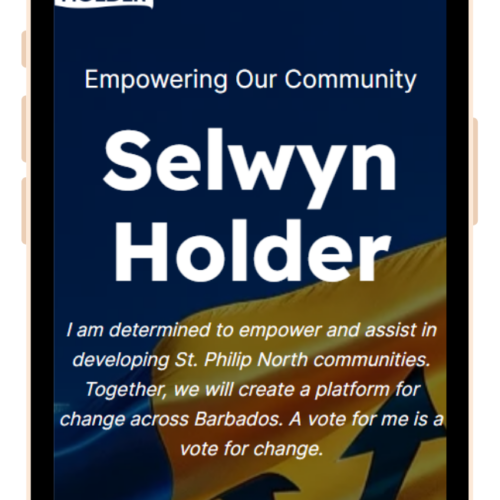 HOLDER
Empowering Our Community
Selwyn
Holder
I am determined to empower and assist in
developing St. Philip North communities.
Together, we will create a platform for
change across Barbados. A vote for me is a
vote for change.